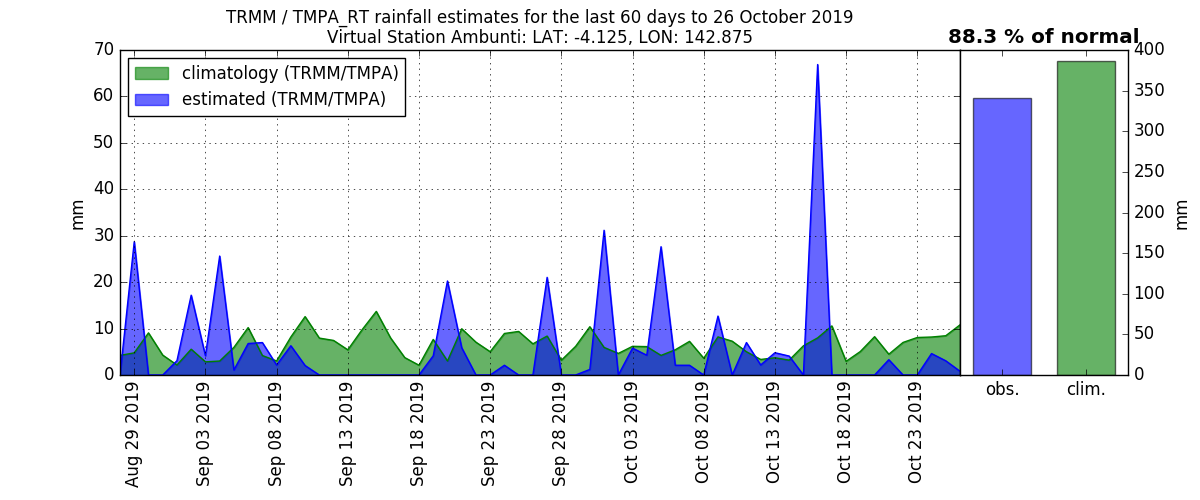 TRMM / TMPA_RT rainfall estimates for the last 60 days to 26 October 2019
Virtual Station Ambunti: LAT: -4.125, LON: 142.875
88.3 % of normal
climatology (TRMM/TMPA)
estimated (TRMM/TMPA)
70
60
50
40
30
20
10
0
mm
Aug 29 2019
Sep 03 2019
Sep 08 2019
Sep 13 2019
Sep 18 2019
Sep 23 2019
Sep 28 2019
Oct 03 2019
Oct 08 2019
Oct 13 2019
Oct 18 2019
Oct 23 2019
obs.
clim.
400
350
300
250
200
150
100
50
0
mm